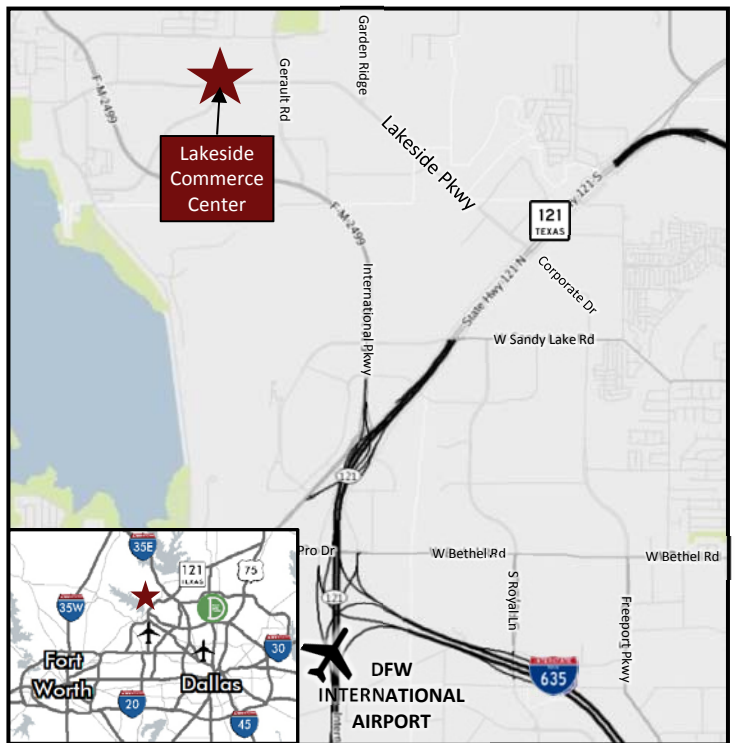 Garden Ridge
F-M 2499
Gerault Rd
Lakeside
Commerce
Center
Lakeside Pkwy
F-M 2499
121
TEXAS
International Pkwy
State Hwy 121 N
Corporate Dr
W Sandy Lake Rd
121
Pro Dr
W Bethel Rd
W Bethel Rd
121
S Royal Ln
Freeport Pkwy
DFW
INTERNATIONAL
AIRPORT
635
35E
121
TEXAS
75
35W
30
Fort
Worth
Dallas
20
45